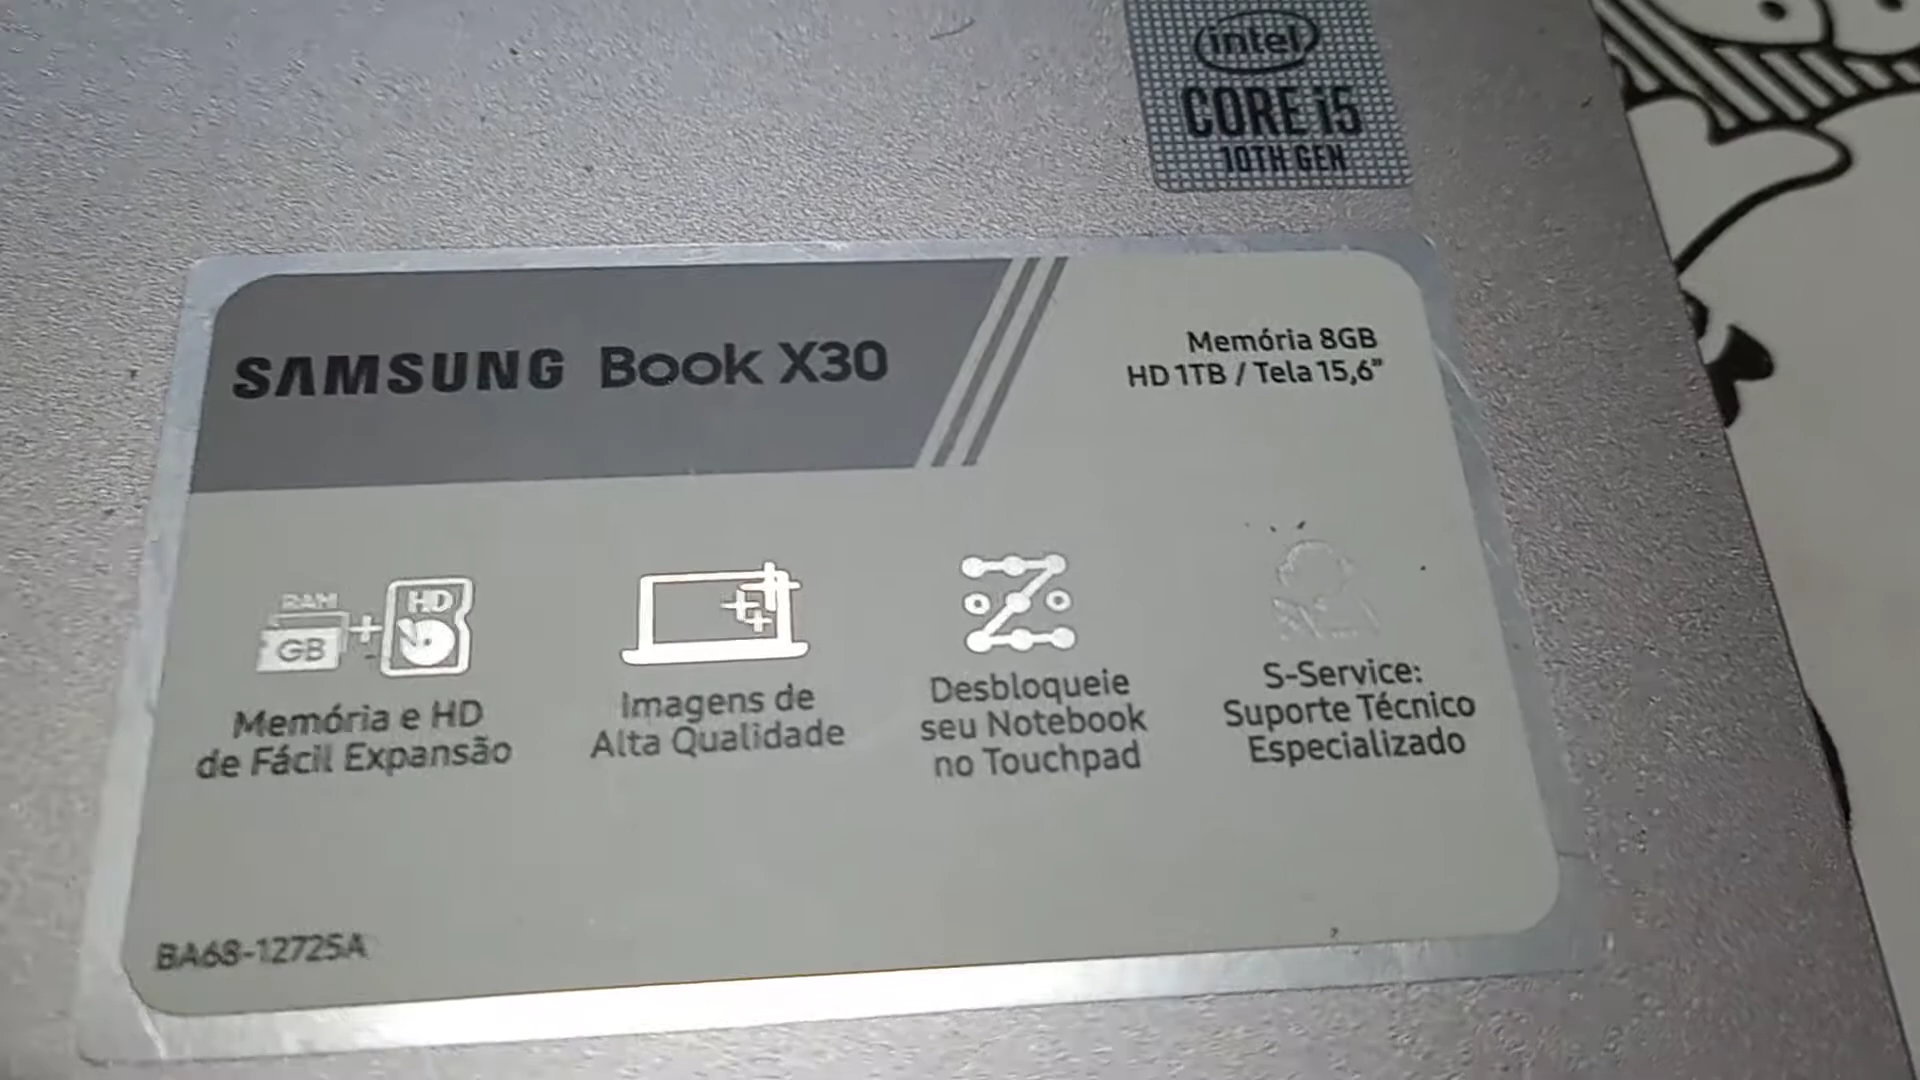 intel
CORE i5
10TH GEN
SAMSUNG Book X30
Memória 8GB
HD 1TB / Tela 15,6”
RAM
GB
+
HD
Memória e HD
de Fácil Expansão
Imagens de
Alta Qualidade
Desbloqueie
seu Notebook
no Touchpad
S-Service:
Suporte Técnico
Especializado
BA68-12725A